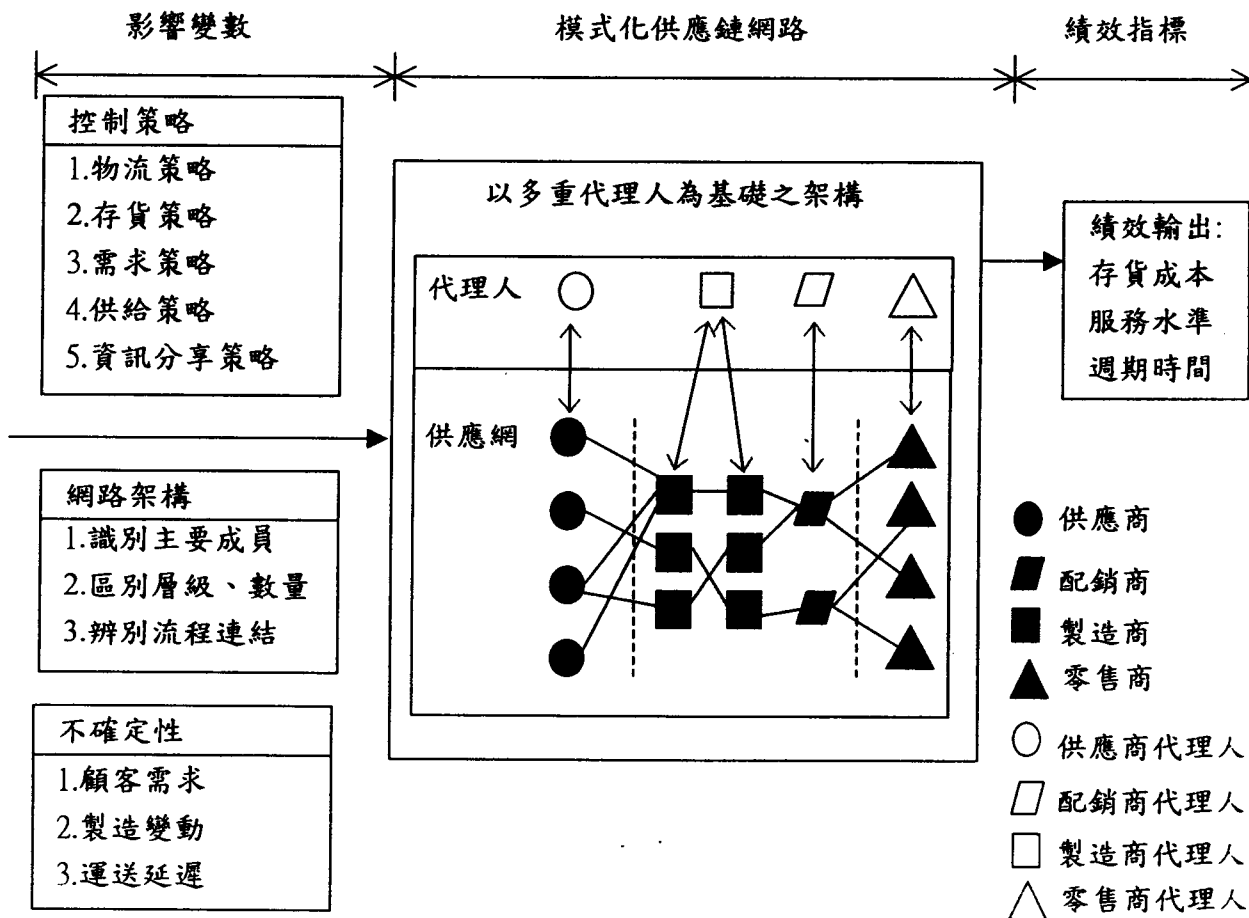 影響變數
模式化供應鏈網路
績效指標
控制策略
1.物流策略
2.存貨策略
3.需求策略
4.供給策略
5.資訊分享策略
網路架構
1.識別主要成員
2.區別層級、數量
3.辨別流程連結
不確定性
1.顧客需求
2.製造變動
3.運送延遲
以多重代理人為基礎之架構
代理人
供應網
績效輸出:
存貨成本
服務水準
週期時間
供應商
配銷商
製造商
零售商
供應商代理人
配銷商代理人
製造商代理人
零售商代理人